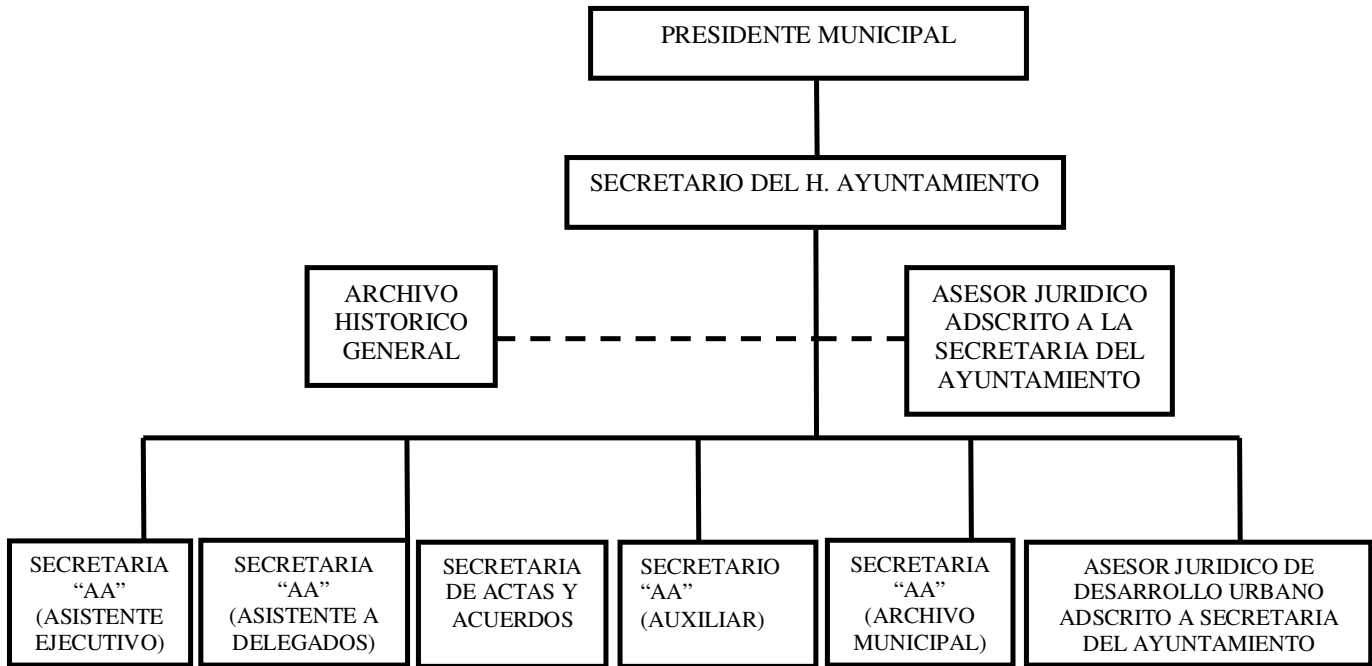 PRESIDENTE MUNICIPAL
SECRETARIO DEL H. AYUNTAMIENTO
ARCHIVO
HISTORICO
GENERAL
ASESOR JURIDICO
ADSCRITO A LA
SECRETARIA DEL
AYUNTAMIENTO
SECRETARIA
“AA”
(ASISTENTE
EJECUTIVO)
SECRETARIA
“AA”
(ASISTENTE A
DELEGADOS)
SECRETARIA
DE ACTAS Y
ACUERDOS
SECRETARIO
“AA”
(AUXILIAR)
SECRETARIA
“AA”
(ARCHIVO
MUNICIPAL)
ASESOR JURIDICO DE
DESARROLLO URBANO
ADSCRITO A SECRETARIA
DEL AYUNTAMIENTO